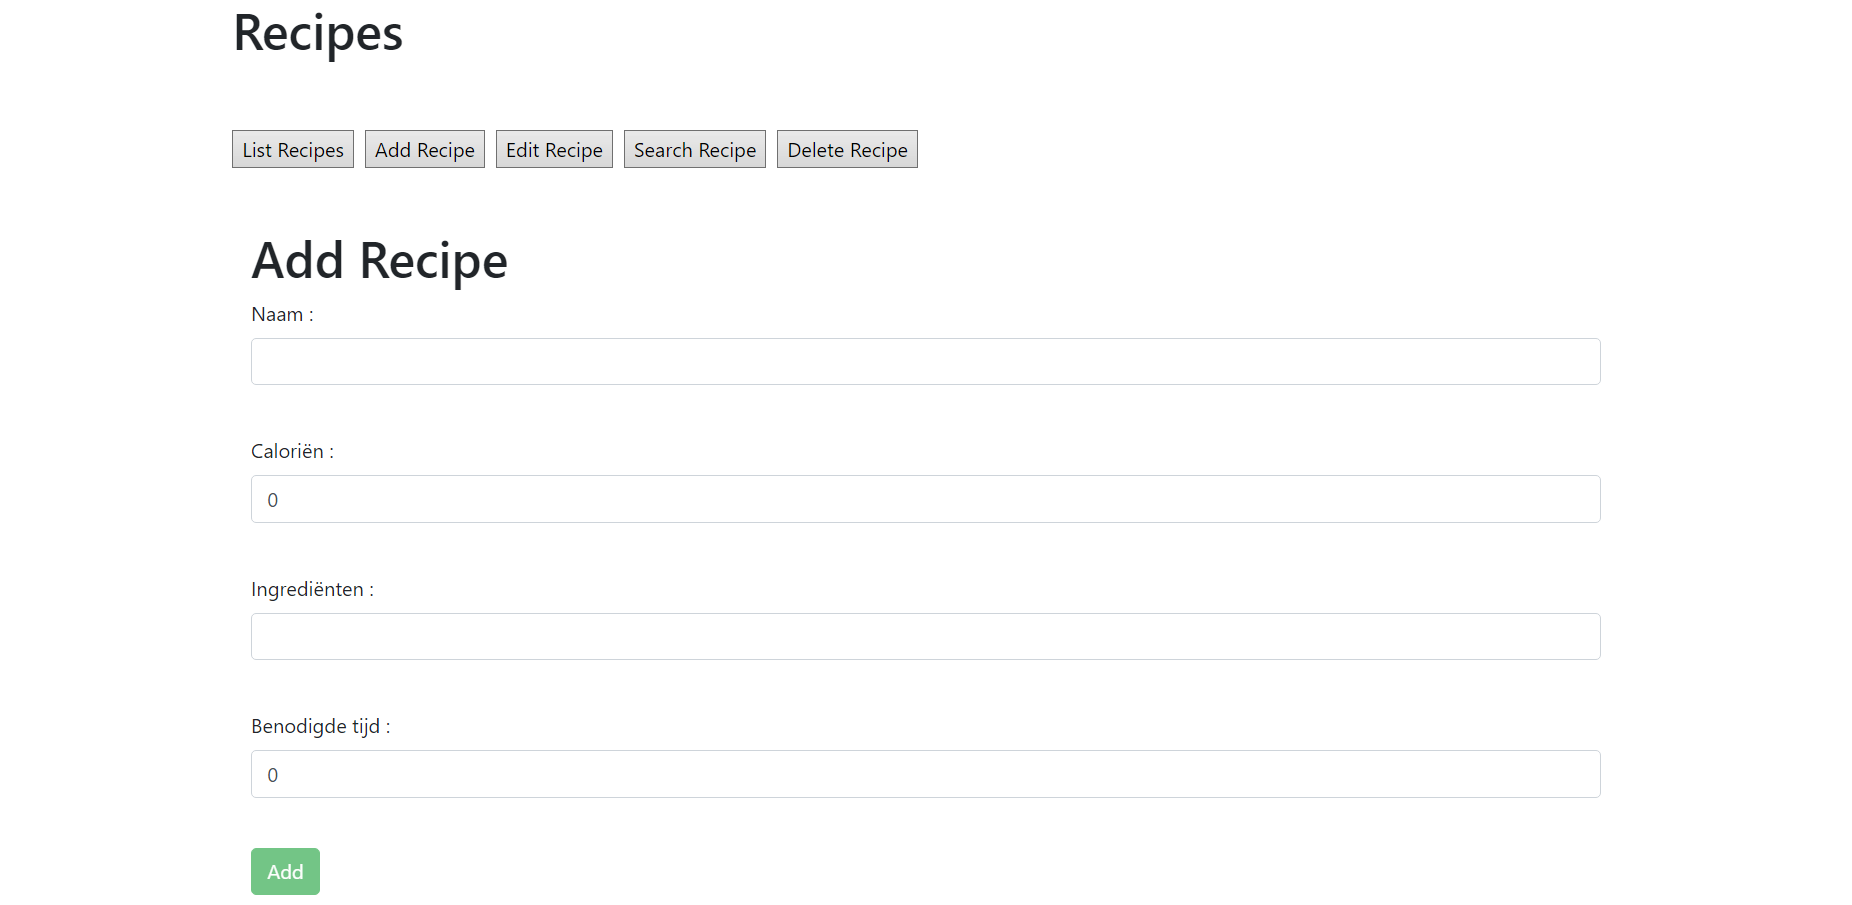 Recipes
List Recipes Add Recipe Edit Recipe Search Recipe Delete Recipe
Add Recipe
Naam :
Caloriën :
0
Ingrediënten :
Benodigde tijd :
0
Add